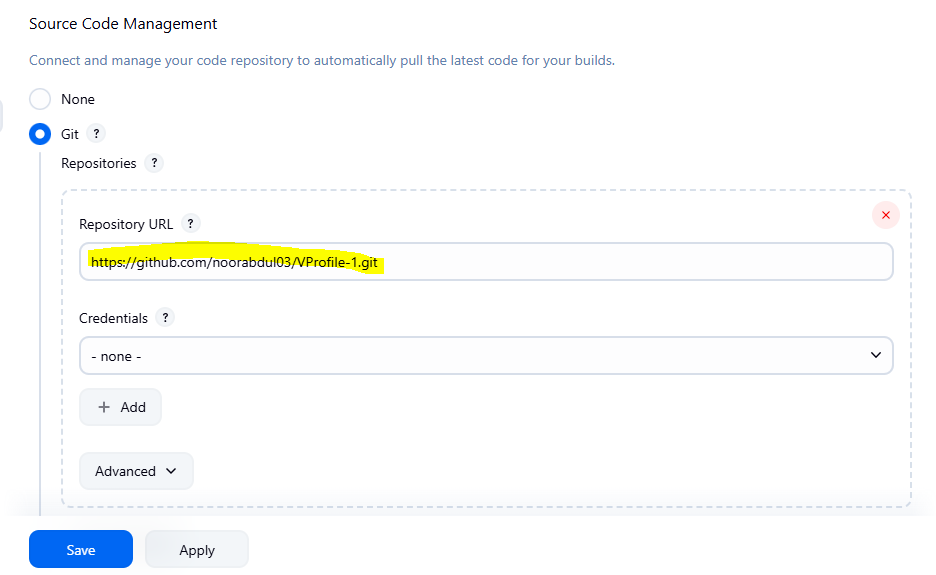 Source Code Management
Connect and manage your code repository to automatically pull the latest code for your builds.
None
Git ?
Repositories ?
Repository URL ?
https://github.com/noorabdul03/VProfile-1.git
Credentials ?
- none -
Add
Advanced
Save Apply